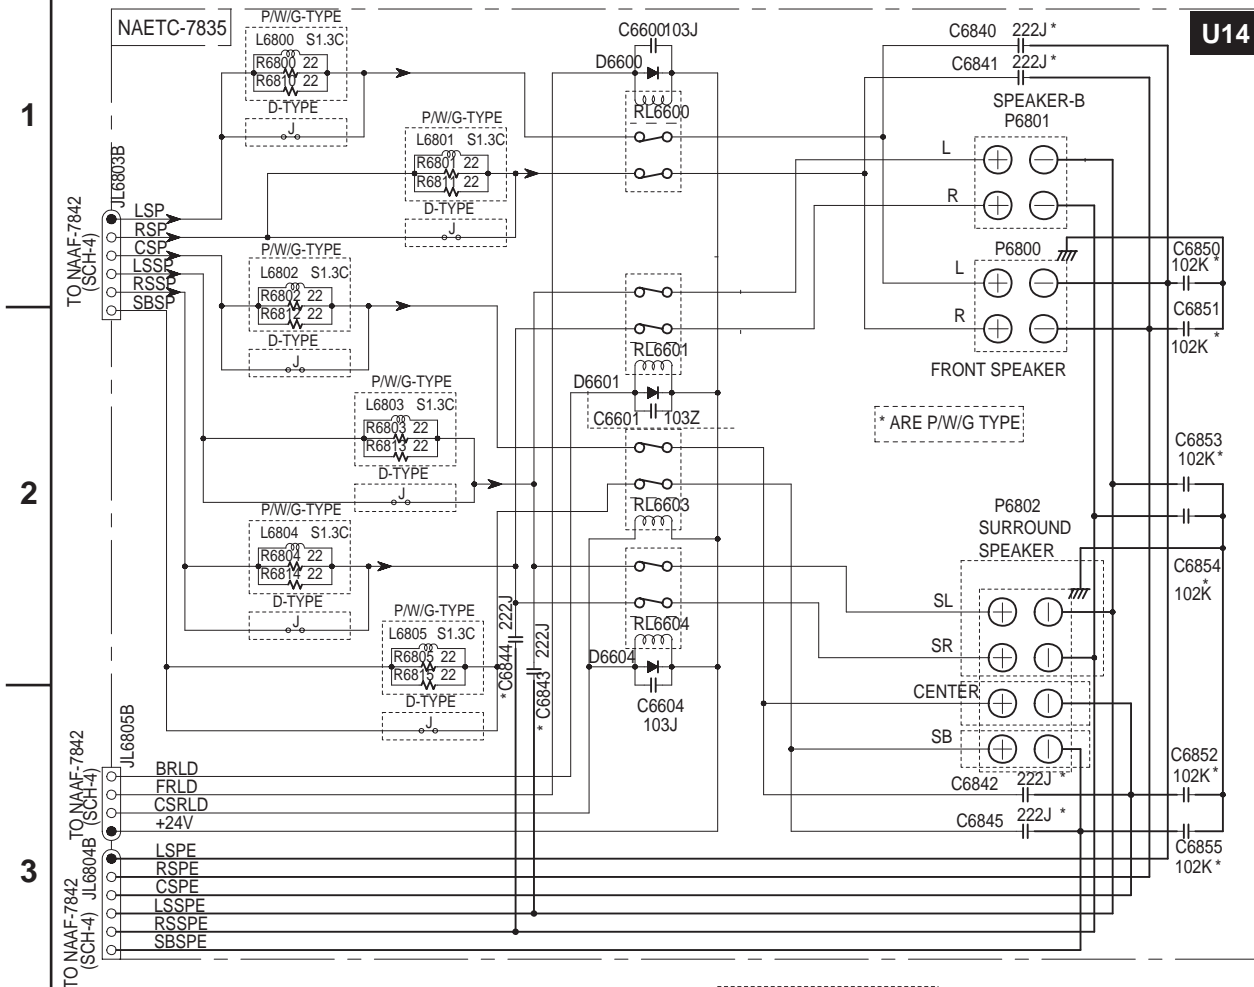 NAETC-7835
U14
1
2
3
P/W/G-TYPE
L6800 S1.3C
R6800 22
R6810 22
D-TYPE
J
P/W/G-TYPE
L6801 S1.3C
R6801 22
R6811 22
D-TYPE
J
C6600 103J
D6600
RL6600
C6840 222J *
C6841 222J *
SPEAKER-B
P6801
L
R
JL6803B
TO NAAF-7842
(SCH-4)
LSP
RSP
CSP
LSSP
RSSP
SBSP
P/W/G-TYPE
L6802 S1.3C
R6802 22
R6812 22
D-TYPE
J
P6800
L
R
FRONT SPEAKER
C6850
102K *
C6851
102K *
RL6601
D6601
C6601 103Z
P/W/G-TYPE
L6803 S1.3C
R6803 22
R6813 22
D-TYPE
J
* ARE P/W/G TYPE
C6853
102K *
RL6603
P/W/G-TYPE
L6804 S1.3C
R6804 22
R6814 22
D-TYPE
J
P6802
SURROUND
SPEAKER
C6854
*
102K
SL
SR
CENTER
SB
RL6604
D6604
C6604
103J
P/W/G-TYPE
L6805 S1.3C
R6805 22
R6815 22
D-TYPE
J
* C6844 222J
* C6843 222J
C6842 222J *
C6845 222J *
C6852
102K *
C6855
102K *
JL6805B
TO NAAF-7842
(SCH-4)
BRLD
FRLD
CSRLD
+24V
JL6804B
TO NAAF-7842
(SCH-4)
LSPE
RSPE
CSPE
LSSPE
RSSPE
SBSPE